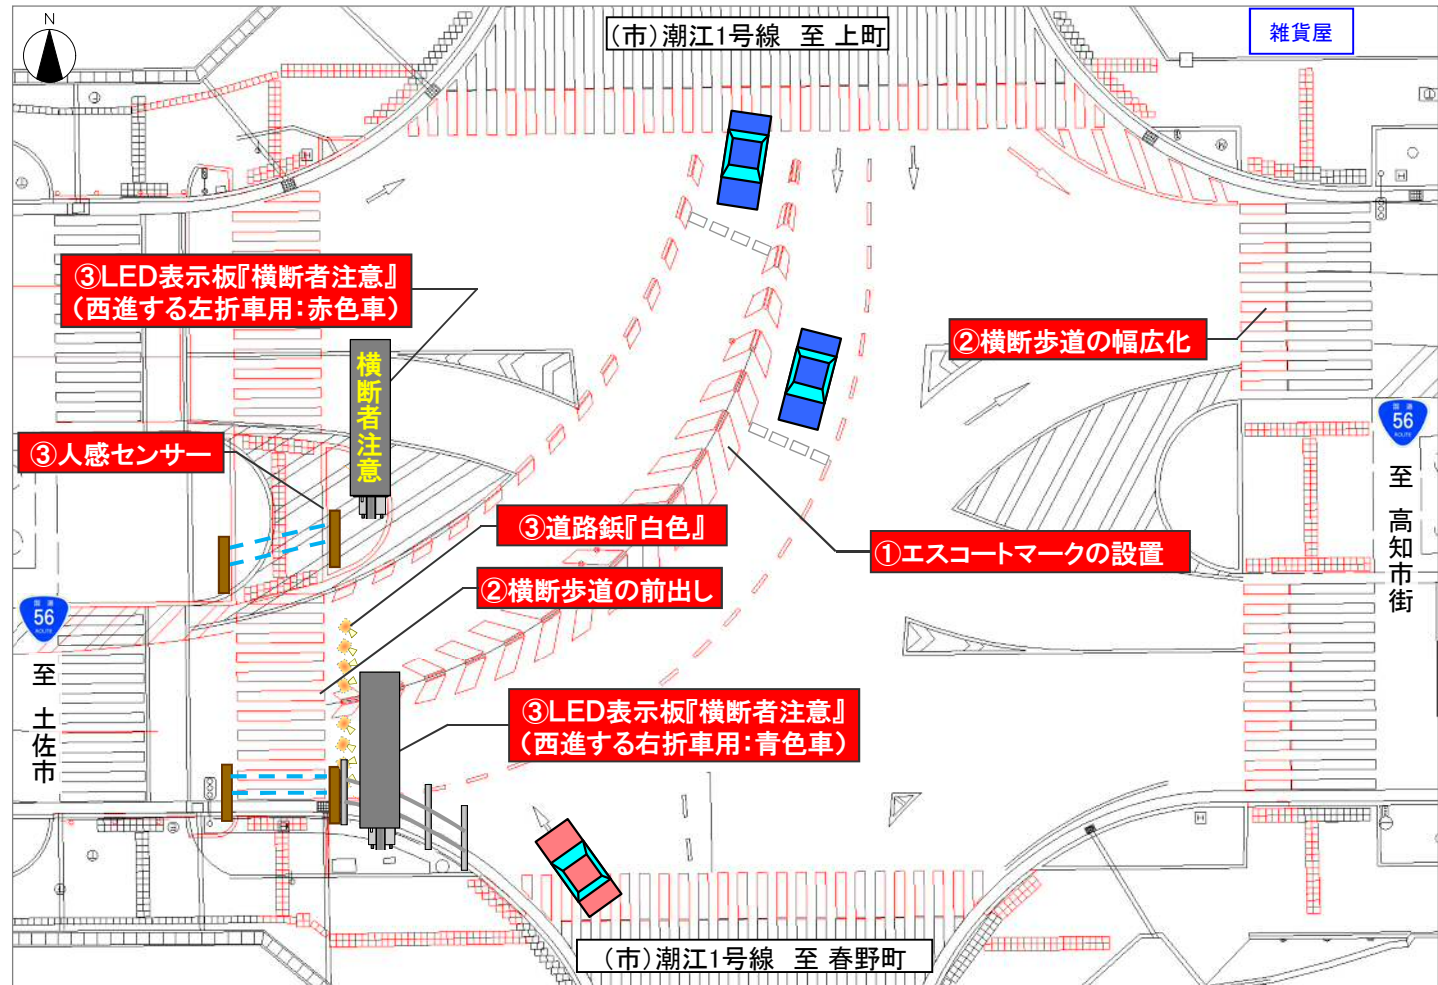 N
(市)潮江1号線 至 上町
雑貨屋
③LED表示板『横断者注意』
(西進する左折車用:赤色車)
横断者注意
②横断歩道の幅広化
③人感センサー
国道
56
ROUTE
至 高知市街
③道路鋲『白色』
①エスコートマークの設置
②横断歩道の前出し
国道
56
ROUTE
至 土佐市
③LED表示板『横断者注意』
(西進する右折車用:青色車)
(市)潮江1号線 至 春野町